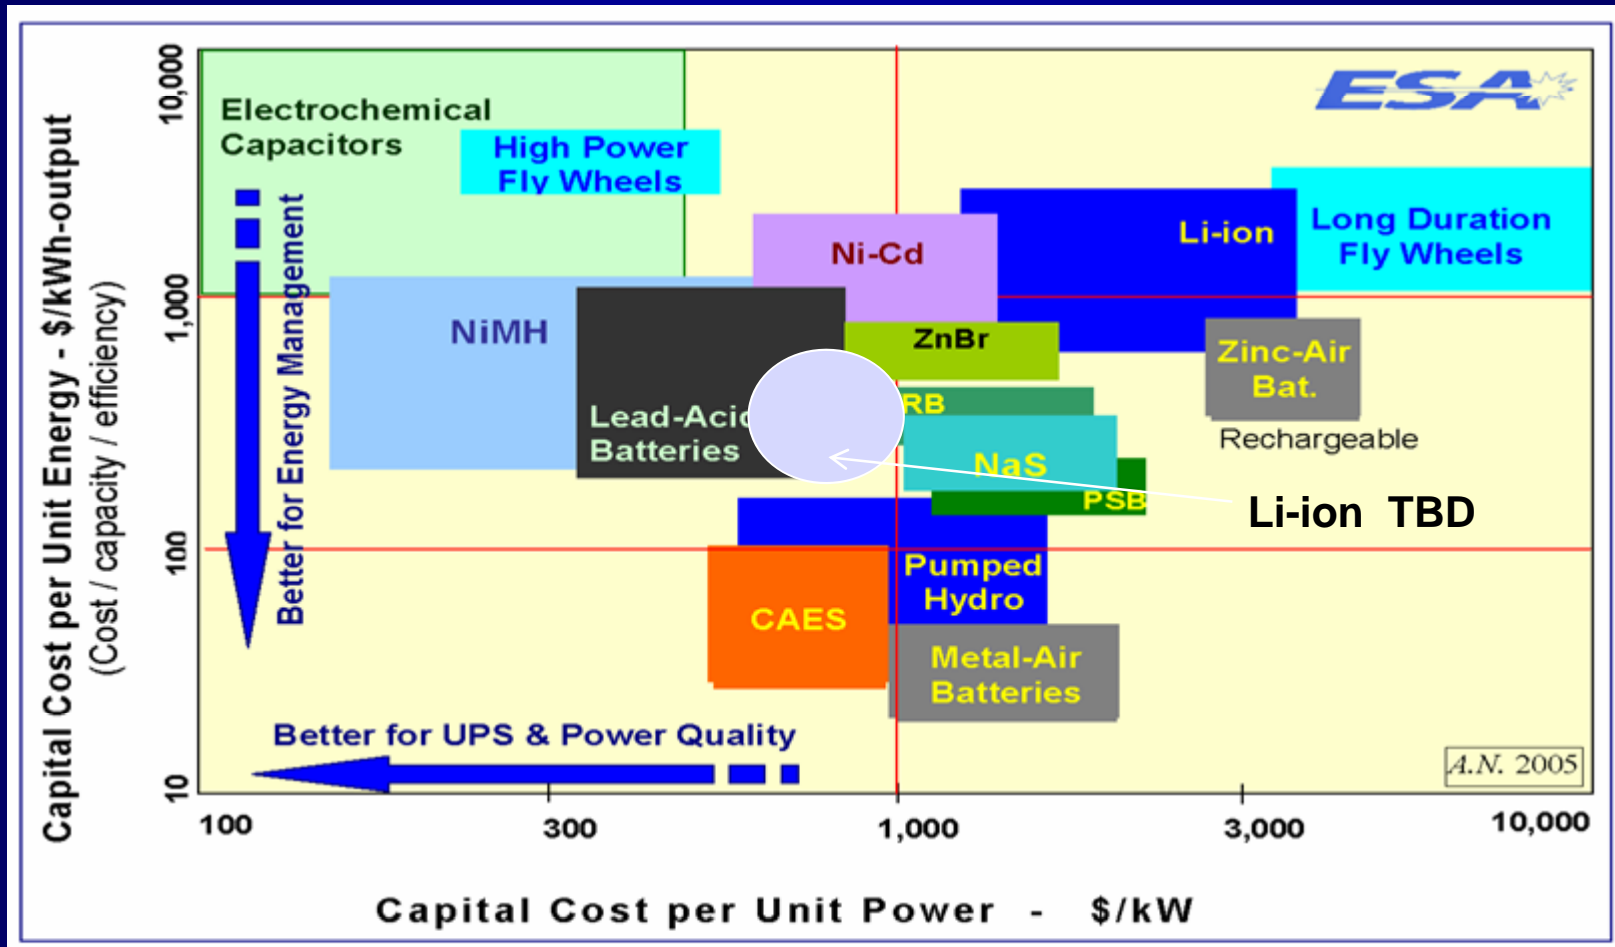 Capital Cost per Unit Energy - $/kWh-output
(Cost / capacity / efficiency)
10,000
1,000
100
10
Electrochemical
Capacitors
High Power
Fly Wheels
ESA
Better for Energy Management
Ni-Cd
Li-ion
Long Duration
Fly Wheels
NiMH
ZnBr
Zinc-Air
Bat.
Rechargeable
Lead-Acid
Batteries
RB
NaS
PSB
Li-ion TBD
Pumped
Hydro
CAES
Metal-Air
Batteries
Better for UPS & Power Quality
A.N. 2005
100
300
1,000
3,000
10,000
Capital Cost per Unit Power - $/kW